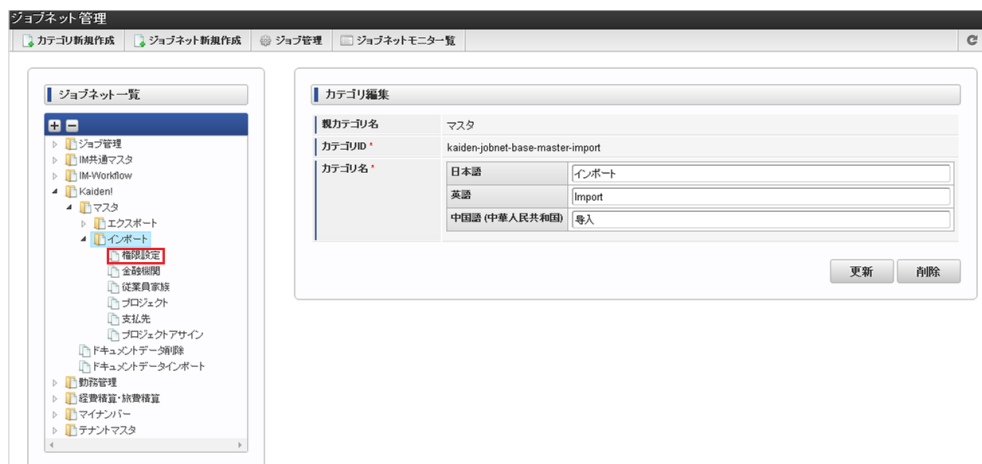 ジョブネット管理
カテゴリ新規作成 ジョブネット新規作成 ジョブ管理 ジョブネットモニタ一覧
ジョブネット一覧
ジョブ管理
IM共通マスタ
IM-Workflow
Kaiden!
マスタ
エクスポート
インポート
権限設定
金融機関
従業員家族
プロジェクト
支払先
プロジェクトアサイン
ドキュメントデータ削除
ドキュメントデータインポート
勤務管理
経費精算・旅費精算
マイナンバー
テナントマスタ
カテゴリ編集
親カテゴリ名 マスタ
カテゴリID * kaiden-jobnet-base-master-import
カテゴリ名 *
日本語 インポート
英語 Import
中国語 (中華人民共和国) 导入
更新 削除